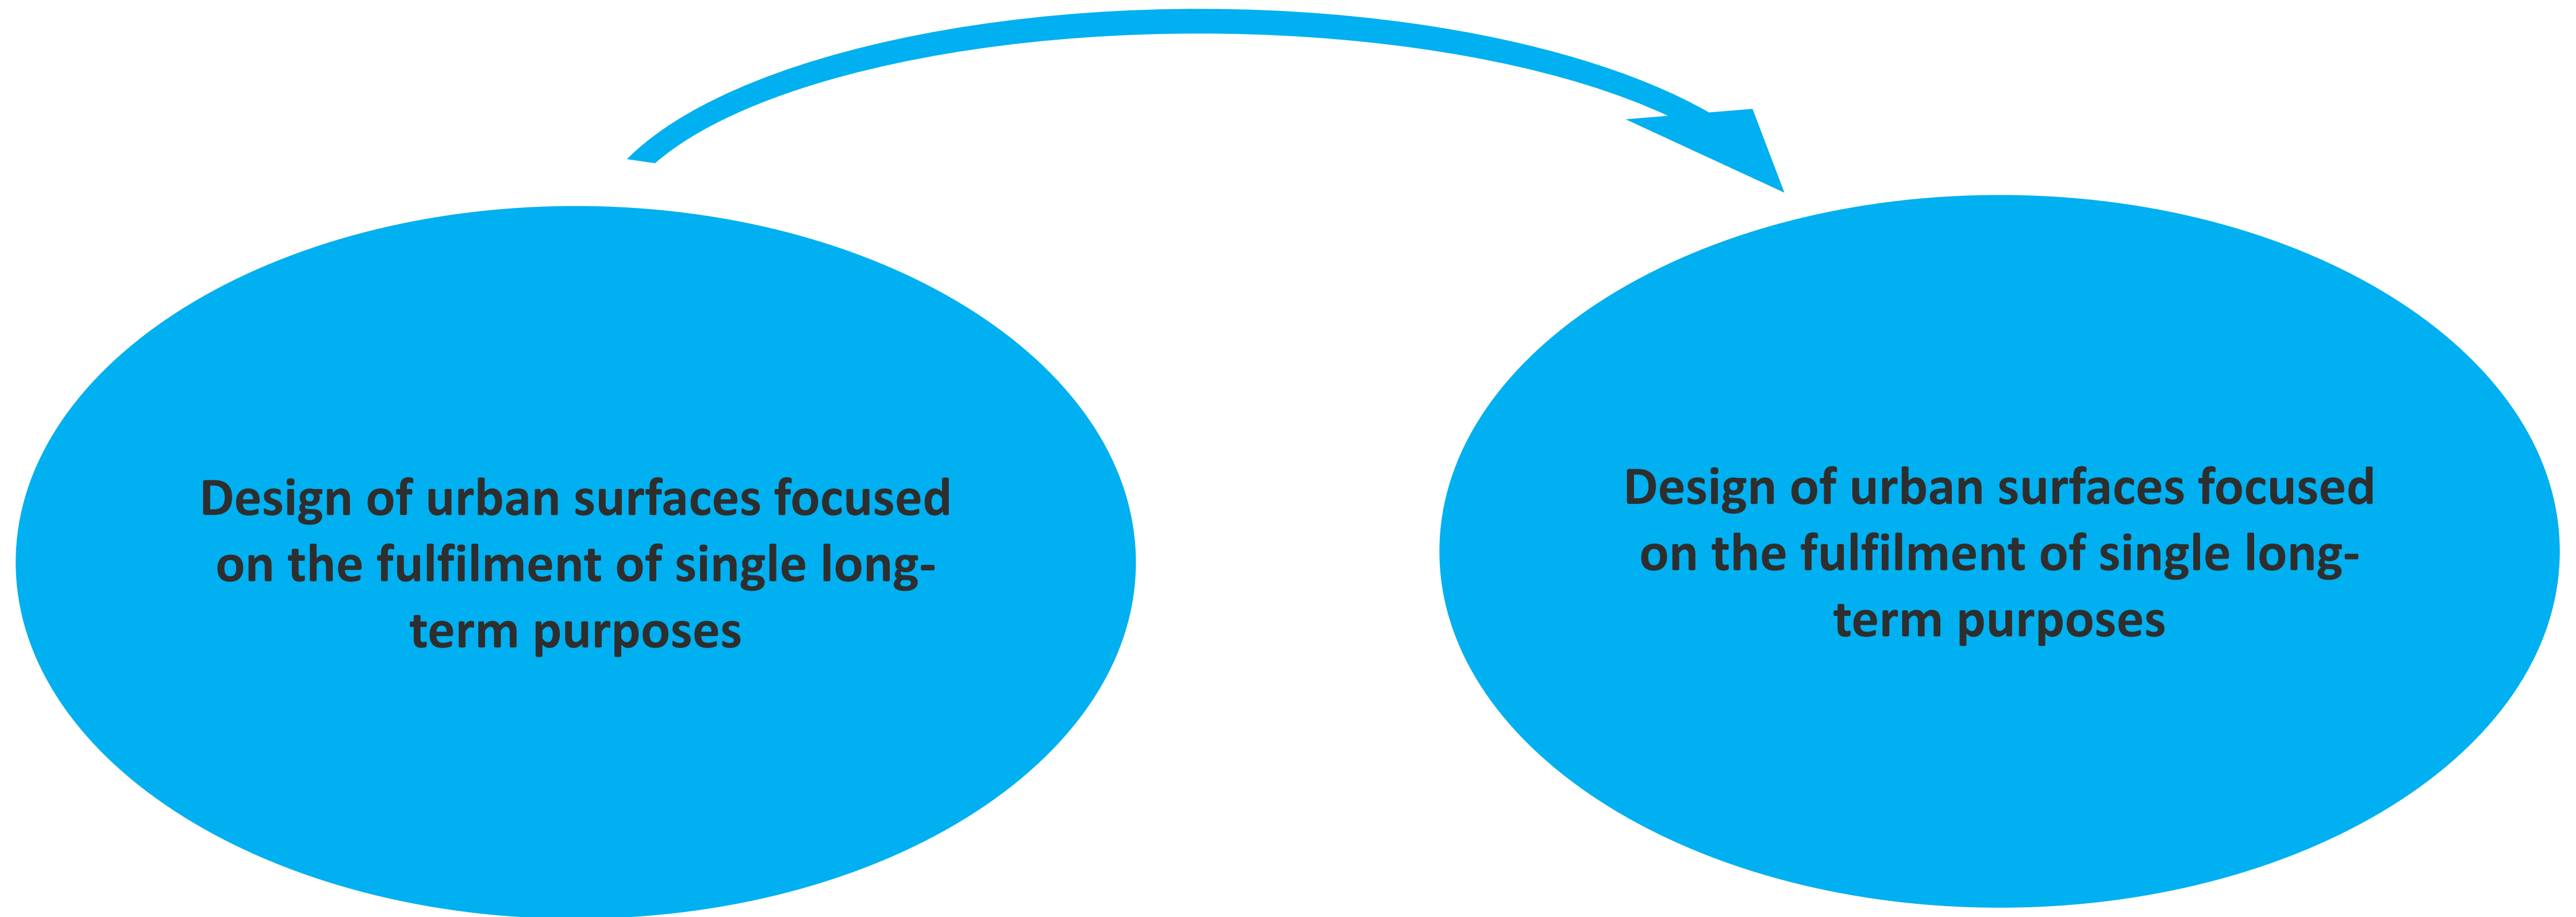 Design of urban surfaces focused
on the fulfilment of single long-
term purposes
Design of urban surfaces focused
on the fulfilment of single long-
term purposes